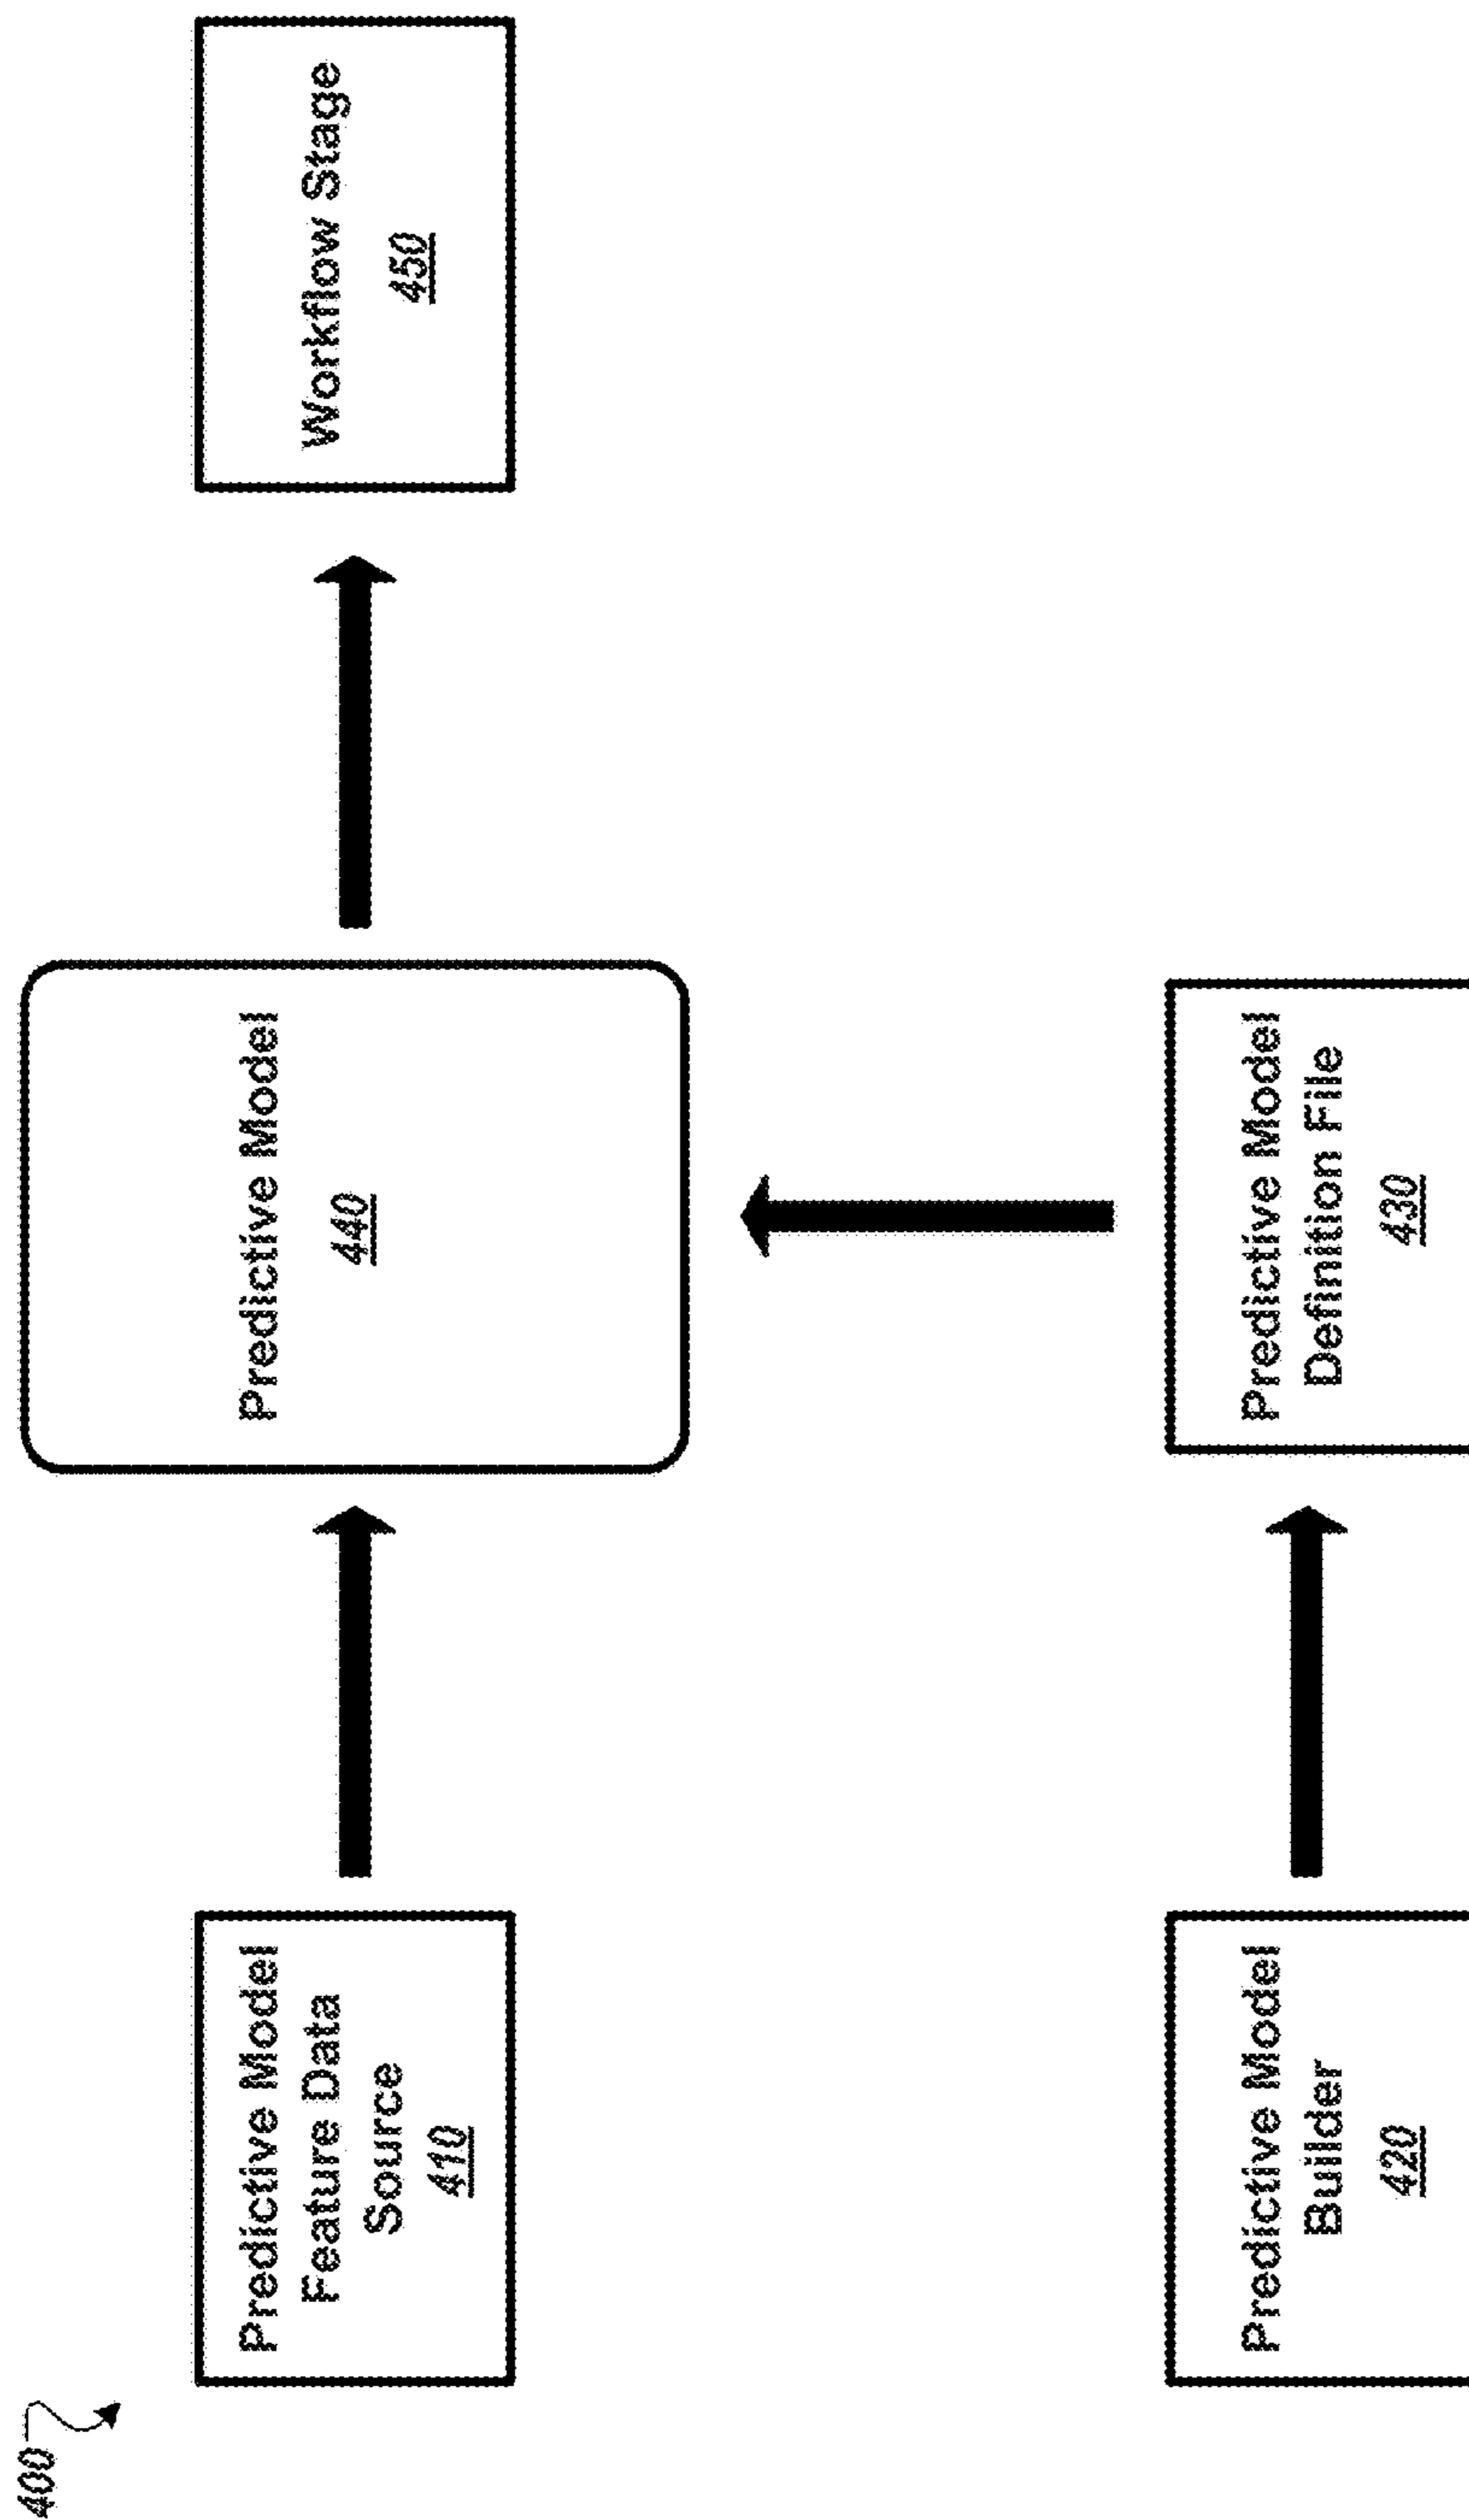 400
Predictive Model
Feature Data
Source
410
Predictive Model
440
Workflow Stage
450
Predictive Model
Builder
420
Predictive Model
Definition File
430